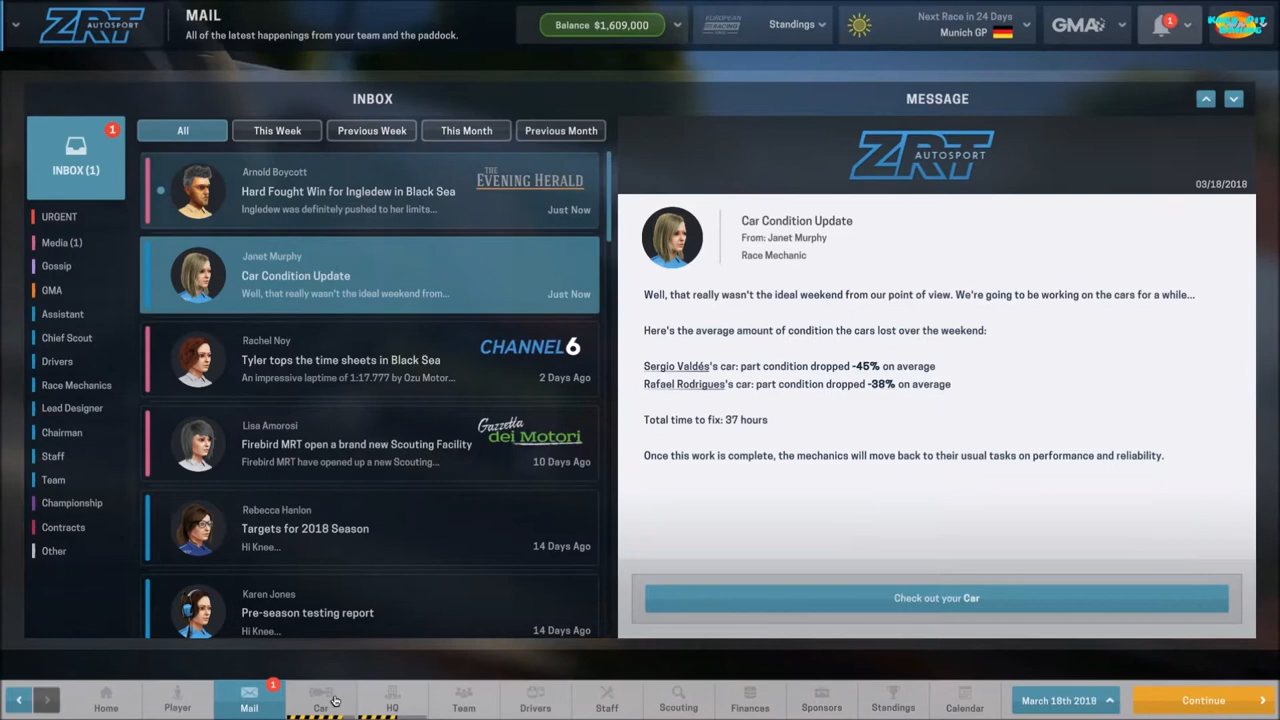 ZRT AUTOSPORT
MAIL
All of the latest happenings from your team and the paddock.
Balance $1,609,000
EUROPEAN RACING
Standings
Next Race in 24 Days
Munich GP
GMA
1
INBOX
MESSAGE
1
INBOX (1)
URGENT
Media (1)
Gossip
GMA
Assistant
Chief Scout
Drivers
Race Mechanics
Lead Designer
Chairman
Staff
Team
Championship
Contracts
Other
All
This Week
Previous Week
This Month
Previous Month
Arnold Boycott
Hard Fought Win for Ingledew in Black Sea
Ingledew was definitely pushed to her limits...
THE EVENING HERALD
Just Now
Janet Murphy
Car Condition Update
Well, that really wasn't the ideal weekend from...
Just Now
Rachel Noy
Tyler tops the time sheets in Black Sea
An impressive laptime of 1:17.777 by Ozu Motor...
CHANNEL6
2 Days Ago
Lisa Amorosi
Firebird MRT open a brand new Scouting Facility
Firebird MRT have opened up a new Scouting...
Gazzetta dei Motori
10 Days Ago
Rebecca Hanlon
Targets for 2018 Season
Hi Knee...
14 Days Ago
Karen Jones
Pre-season testing report
Hi Knee...
14 Days Ago
ZRT AUTOSPORT
03/18/2018
Car Condition Update
From: Janet Murphy
Race Mechanic
Well, that really wasn't the ideal weekend from our point of view. We're going to be working on the cars for a while...
Here's the average amount of condition the cars lost over the weekend:
Sergio Valdés's car: part condition dropped -45% on average
Rafael Rodrigues's car: part condition dropped -38% on average
Total time to fix: 37 hours
Once this work is complete, the mechanics will move back to their usual tasks on performance and reliability.
Check out your Car
Home
Player
Mail
1
Car
HQ
Team
Drivers
Staff
Scouting
Finances
Sponsors
Standings
Calendar
March 18th 2018
Continue